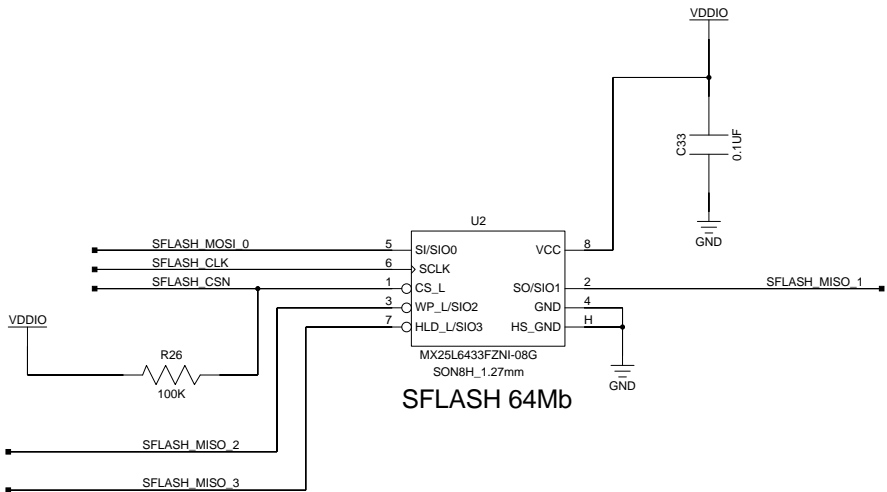 VDDIO
C33
0.1UF
GND
U2
SFLASH_MOSI_0 5 SI/SIO0 VCC 8
SFLASH_CLK 6 SCLK
SFLASH_CSN 1 CS_L SO/SIO1 2 SFLASH_MISO_1
3 WP_L/SIO2 GND 4
7 HLD_L/SIO3 HS_GND H
VDDIO
R26
100K
MX25L6433FZNI-08G
SON8H_1.27mm
SFLASH 64Mb
GND
SFLASH_MISO_2
SFLASH_MISO_3